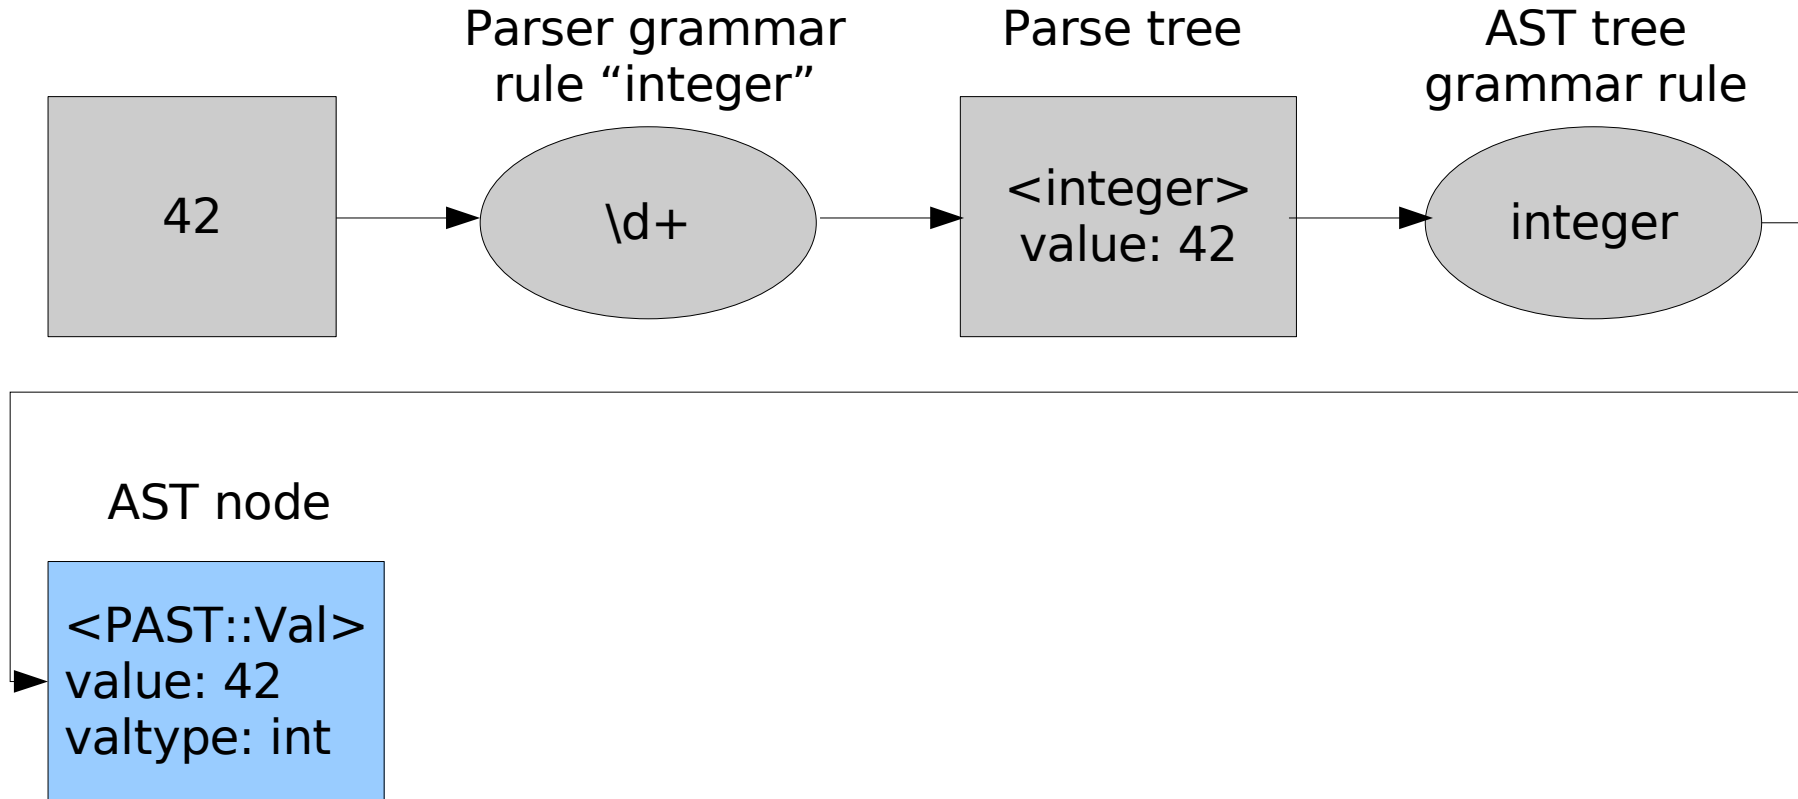 Parser grammar
rule “integer”
Parse tree
AST tree
grammar rule
42
\d+
<integer>
value: 42
integer
AST node
<PAST::Val>
value: 42
valtype: int